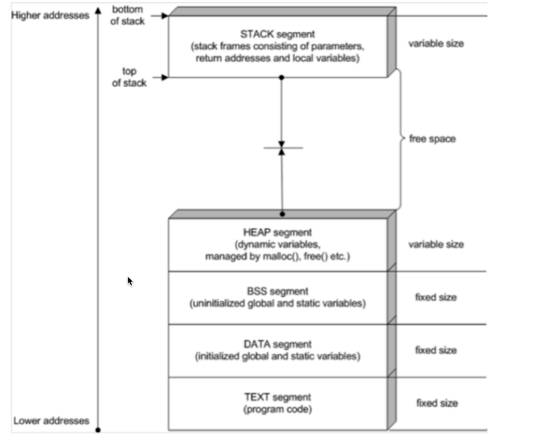 Higher addresses
bottom
of stack
STACK segment
(stack frames consisting of parameters,
return addresses and local variables)
variable size
top
of stack
free space
HEAP segment
(dynamic variables,
managed by malloc(), free() etc.)
variable size
BSS segment
(uninitialized global and static variables)
fixed size
DATA segment
(initialized global and static variables)
fixed size
TEXT segment
(program code)
fixed size
Lower addresses